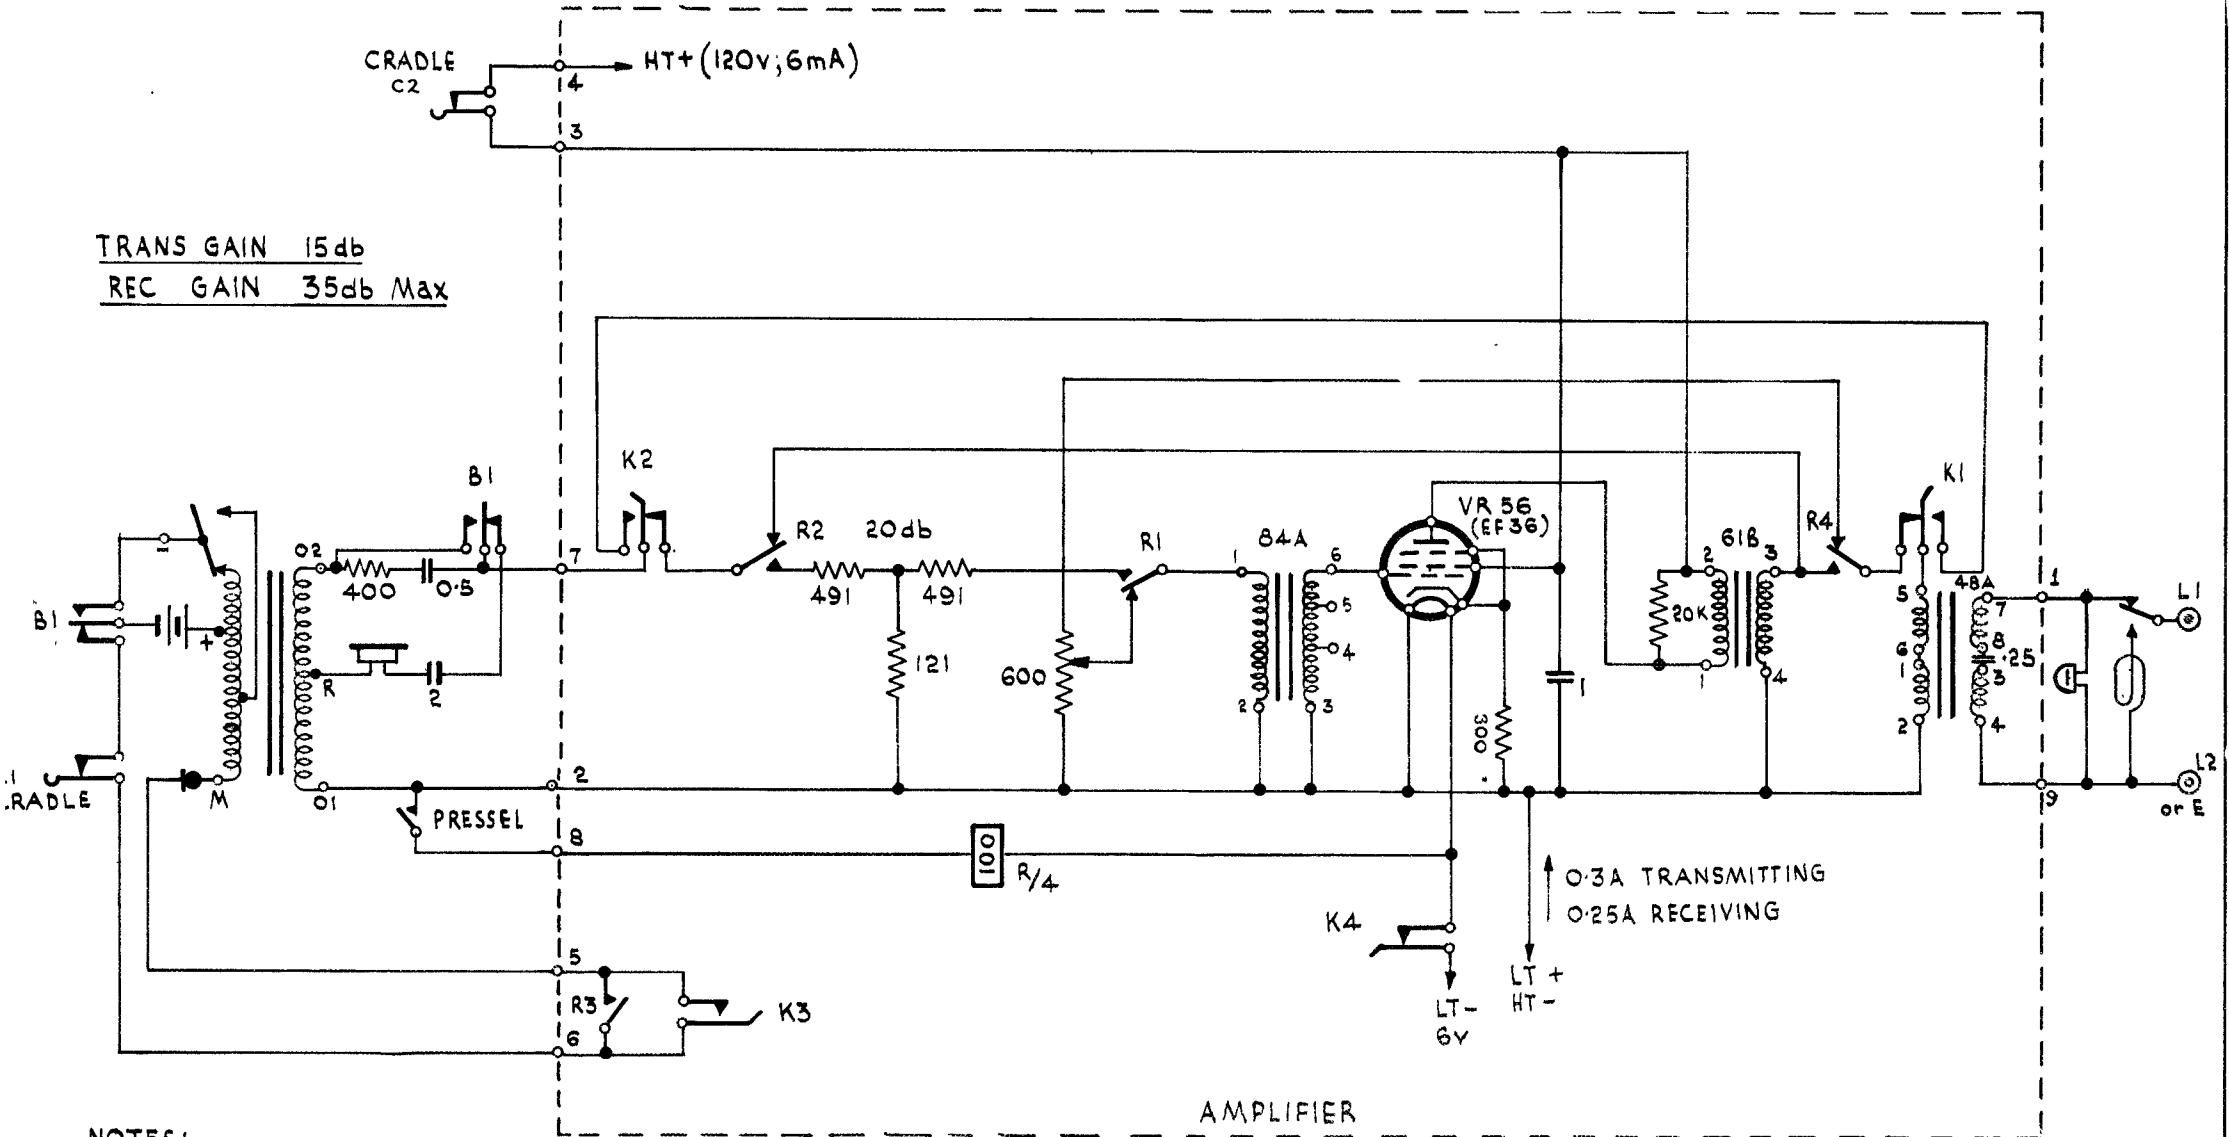 CRADLE
C2
4
HT+ (120v; 6mA)
3
TRANS GAIN 15db
REC GAIN 35db Max
B1
K2
R2
20db
R1
84A
VR 56
(EF36)
61B
R4
K1
48A
L1
-
+
B1
O2
400
0.5
7
491
491
121
600
1
6
5
4
2
3
300
1
20K
2
3
1
4
5
6
1
2
7
8
.25
3
4
1
9
L2
or E
R
2
.1
.RADLE
M
O1
2
PRESSEL
8
100
R/4
0.3A TRANSMITTING
0.25A RECEIVING
K4
LT-
6v
LT +
HT -
5
R3
6
K3
AMPLIFIER